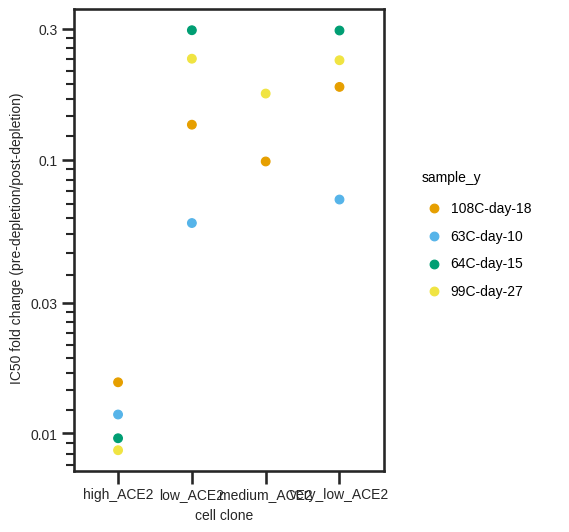 0.3
0.1
0.03
0.01
IC50 fold change (pre-depletion/post-depletion)
high_ACE2 low_ACE2 medium_ACE2 very_low_ACE2
cell clone
sample_y
108C-day-18
63C-day-10
64C-day-15
99C-day-27